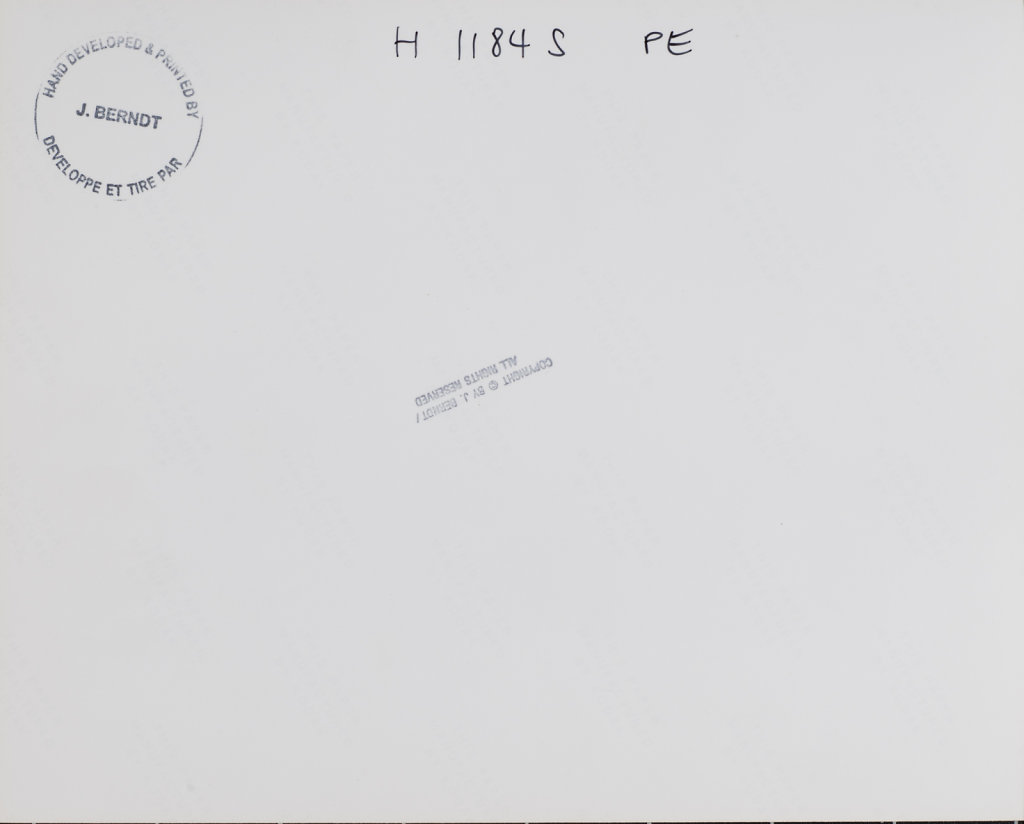 H 1184 S PE
HAND DEVELOPED & PRINTED BY
J. BERNDT
DEVELOPPE ET TIRE PAR
COPYRIGHT © BY J. BERNDT /
ALL RIGHTS RESERVED